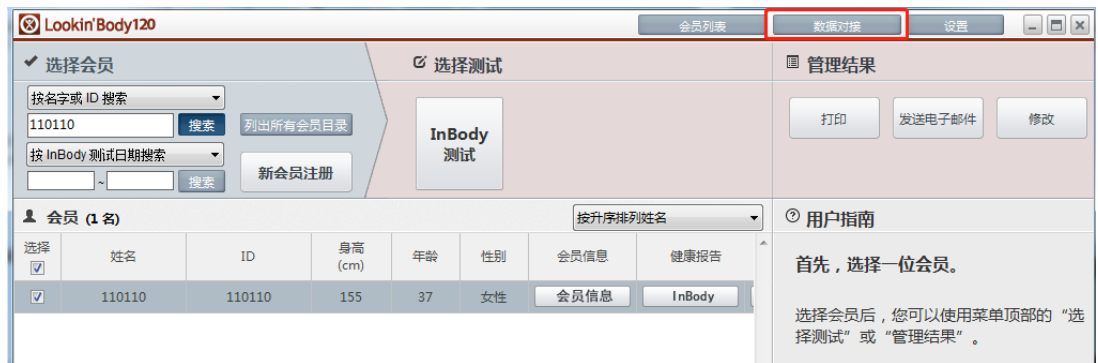 Lookin'Body120
会员列表
数据对接
设置
选择会员
选择测试
管理结果
按名字或 ID 搜索
110110
搜索
列出所有会员目录
按 InBody 测试日期搜索
~
搜索
新会员注册
InBody
测试
打印
发送电子邮件
修改
会员 (1 名)
按升序排列姓名
用户指南
选择
姓名
ID
身高
(cm)
年龄
性别
会员信息
健康报告
110110
110110
155
37
女性
会员信息
InBody
首先，选择一位会员。
选择会员后，您可以使用菜单顶部的“选
择测试”或“管理结果”。